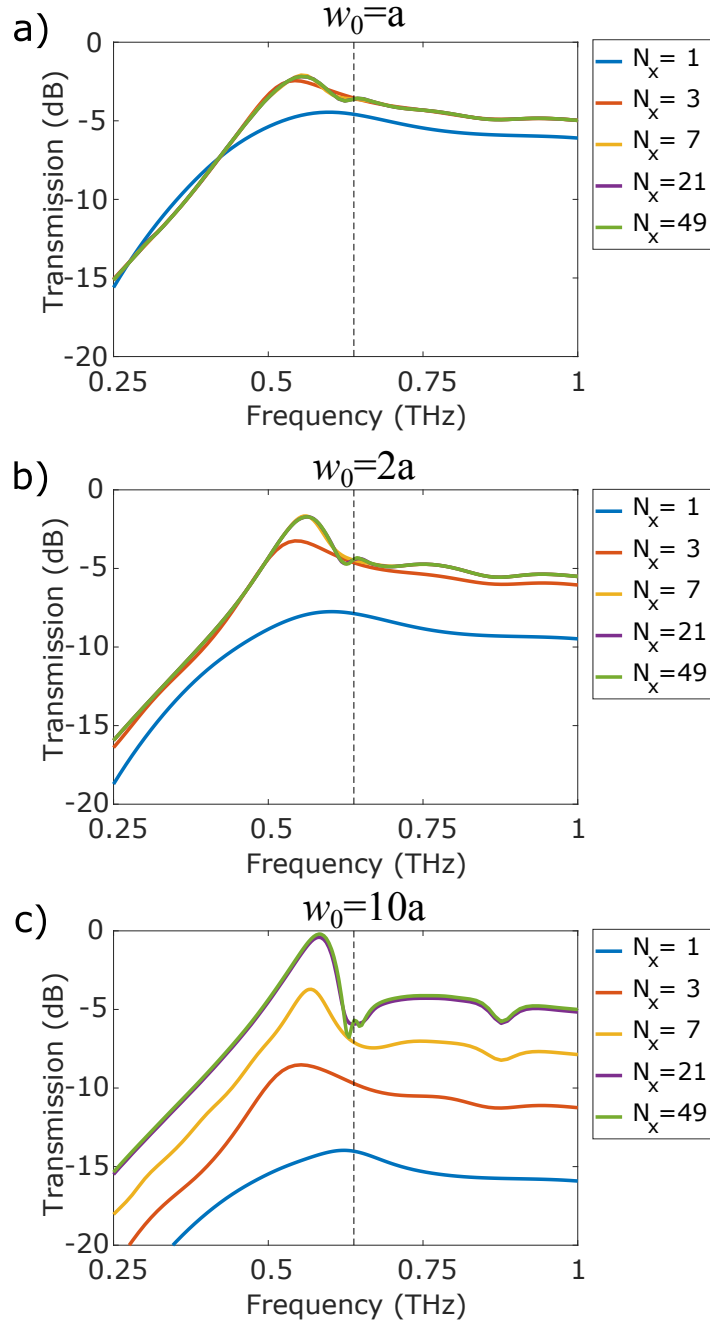 a)
w₀=a
Transmission (dB)
0
-5
-10
-15
-20
0.25 0.5 0.75 1
Frequency (THz)
Nₓ= 1
Nₓ= 3
Nₓ= 7
Nₓ=21
Nₓ=49
b)
w₀=2a
Transmission (dB)
0
-5
-10
-15
-20
0.25 0.5 0.75 1
Frequency (THz)
Nₓ= 1
Nₓ= 3
Nₓ= 7
Nₓ=21
Nₓ=49
c)
w₀=10a
Transmission (dB)
0
-5
-10
-15
-20
0.25 0.5 0.75 1
Frequency (THz)
Nₓ= 1
Nₓ= 3
Nₓ= 7
Nₓ=21
Nₓ=49